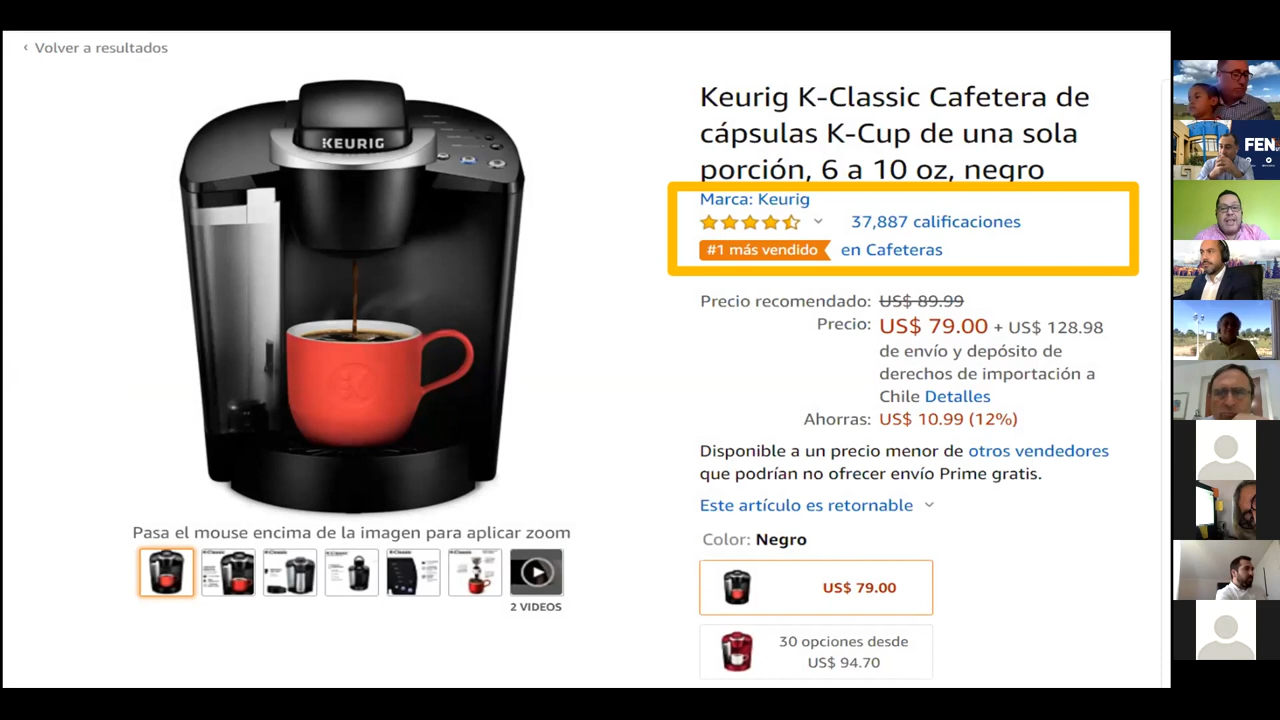 ‹ Volver a resultados
KEURIG
Pasa el mouse encima de la imagen para aplicar zoom
2 VIDEOS
Keurig K-Classic Cafetera de
cápsulas K-Cup de una sola
porción, 6 a 10 oz, negro
Marca: Keurig
37,887 calificaciones
#1 más vendido en Cafeteras
Precio recomendado: US$ 89.99
Precio: US$ 79.00 + US$ 128.98
de envío y depósito de
derechos de importación a
Chile Detalles
Ahorras: US$ 10.99 (12%)
Disponible a un precio menor de otros vendedores
que podrían no ofrecer envío Prime gratis.
Este artículo es retornable
Color: Negro
US$ 79.00
30 opciones desde
US$ 94.70
FEN